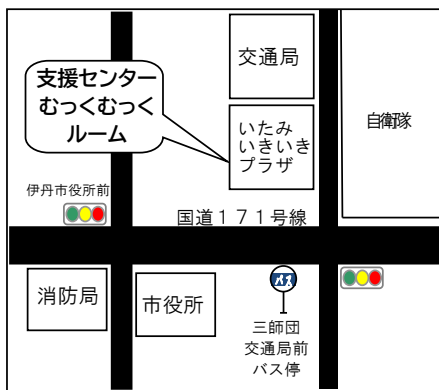 交通局
支援センター
むっくむっく
ルーム
いたみ
いきいき
プラザ
自衛隊
伊丹市役所前
国道１７１号線
消防局
市役所
三師団
交通局前
バス停